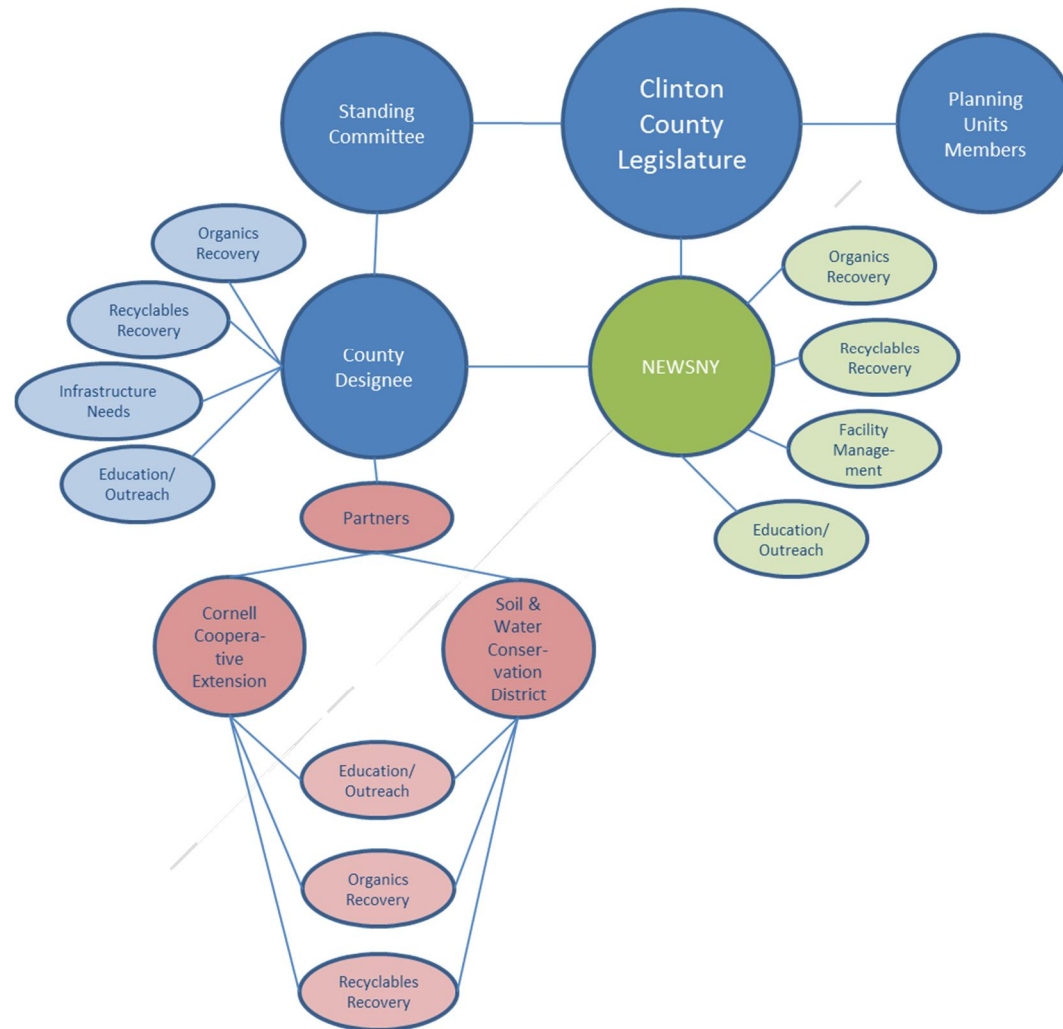 Clinton
County
Legislature
Standing
Committee
Planning
Units
Members
Organics
Recovery
Organics
Recovery
Recyclables
Recovery
Recyclables
Recovery
County
Designee
NEWSNY
Infrastructure
Needs
Facility
Manage-
ment
Education/
Outreach
Partners
Education/
Outreach
Cornell
Coopera-
tive
Extension
Soil &
Water
Conser-
vation
District
Education/
Outreach
Organics
Recovery
Recyclables
Recovery